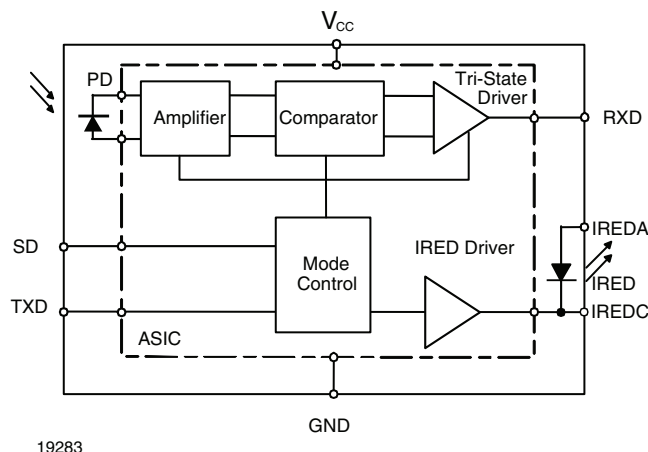 VCC
PD
Tri-State
Driver
Amplifier
Comparator
RXD
IREDA
SD
Mode
Control
IRED Driver
IRED
TXD
IREDC
ASIC
GND
19283